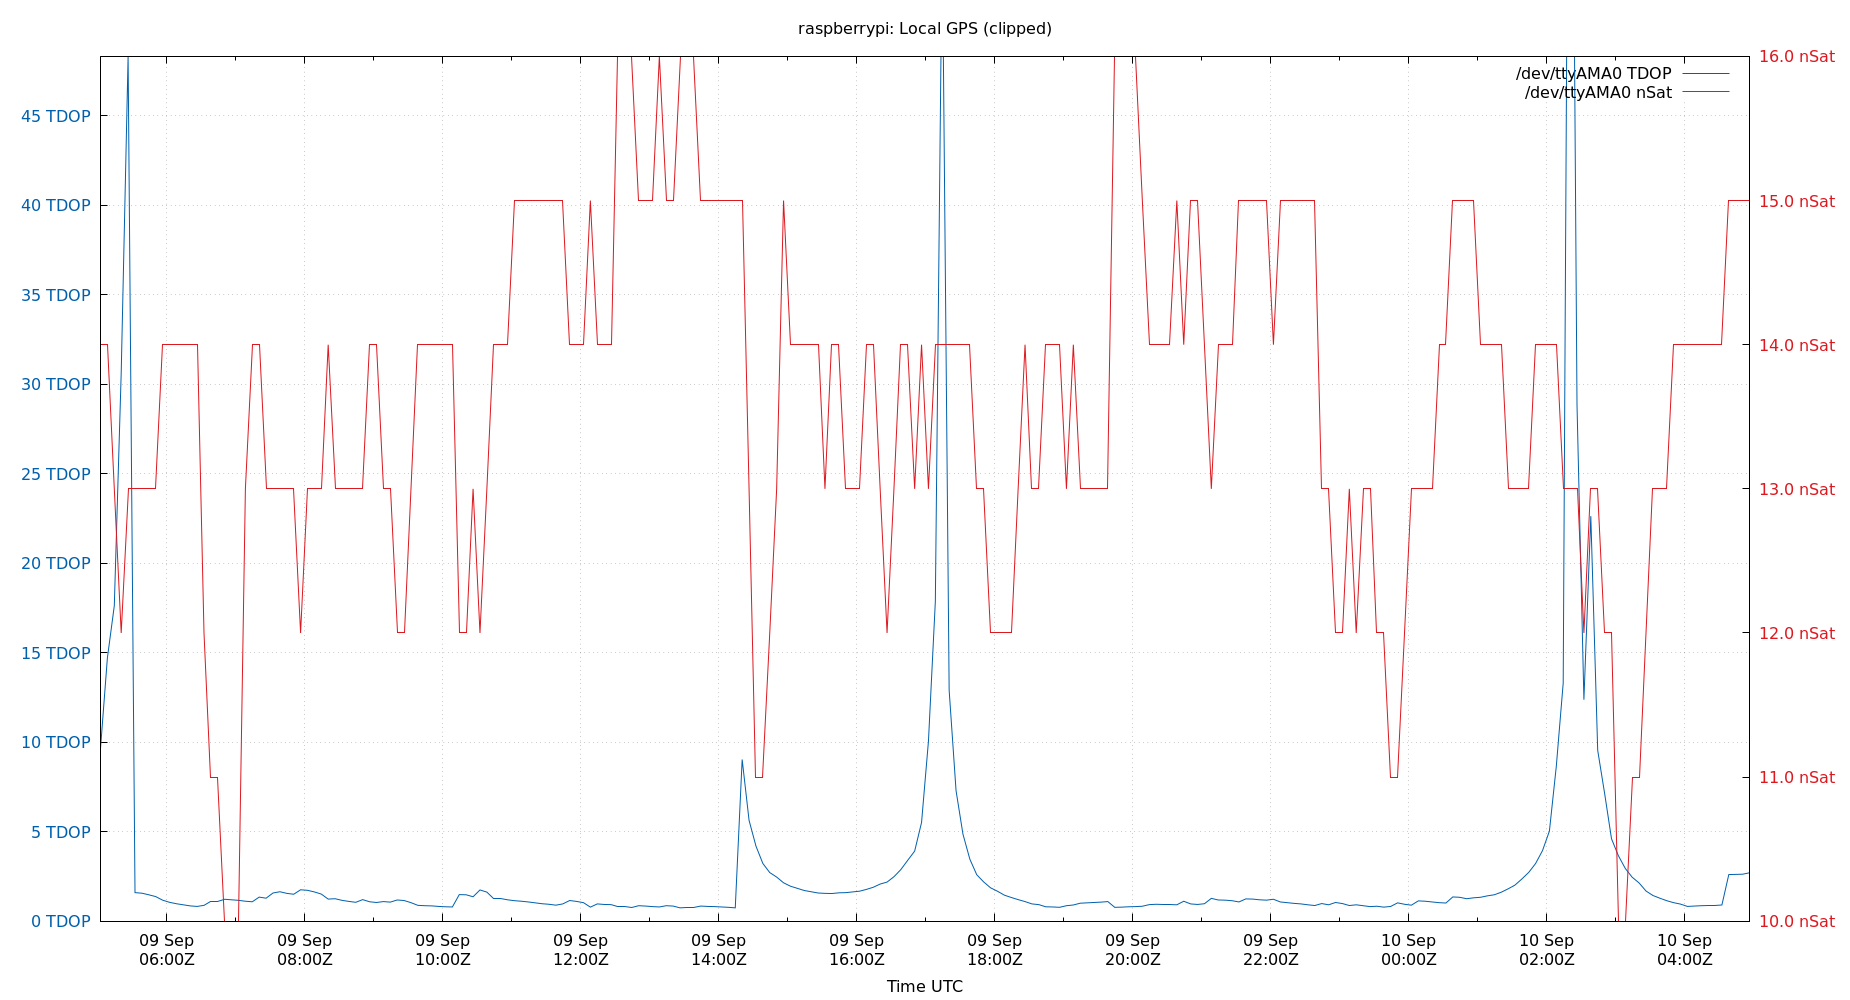 raspberrypi: Local GPS (clipped)
/dev/ttyAMA0 TDOP
/dev/ttyAMA0 nSat
45 TDOP
40 TDOP
35 TDOP
30 TDOP
25 TDOP
20 TDOP
15 TDOP
10 TDOP
5 TDOP
0 TDOP
16.0 nSat
15.0 nSat
14.0 nSat
13.0 nSat
12.0 nSat
11.0 nSat
10.0 nSat
09 Sep
06:00Z
09 Sep
08:00Z
09 Sep
10:00Z
09 Sep
12:00Z
09 Sep
14:00Z
09 Sep
16:00Z
09 Sep
18:00Z
09 Sep
20:00Z
09 Sep
22:00Z
10 Sep
00:00Z
10 Sep
02:00Z
10 Sep
04:00Z
Time UTC